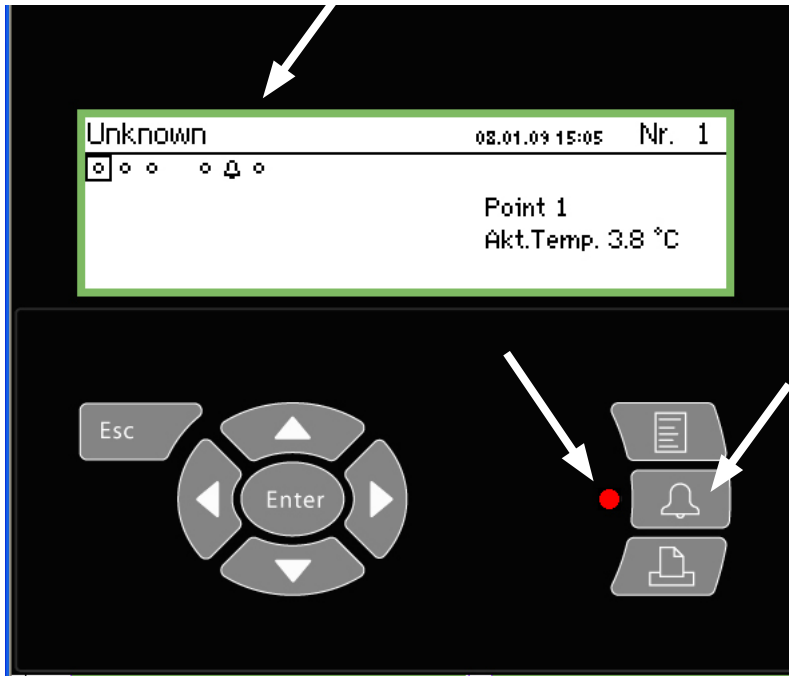 Unknown 08.01.09 15:05 Nr. 1
Point 1
Akt.Temp. 3.8 °C
Esc
Enter